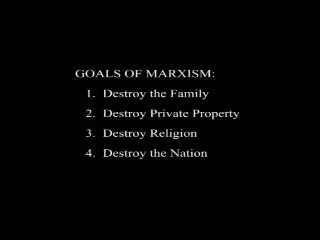 GOALS OF MARXISM:
1. Destroy the Family
2. Destroy Private Property
3. Destroy Religion
4. Destroy the Nation